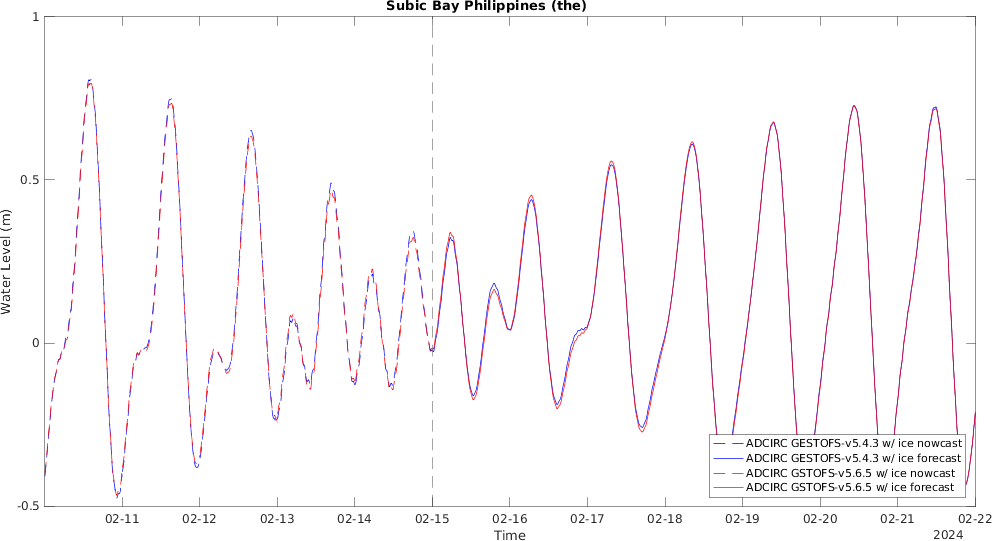 Subic Bay Philippines (the)
1
0.5
0
-0.5
Water Level (m)
02-11 02-12 02-13 02-14 02-15 02-16 02-17 02-18 02-19 02-20 02-21 02-22
Time
2024
ADCIRC GESTOFS-v5.4.3 w/ ice nowcast
ADCIRC GESTOFS-v5.4.3 w/ ice forecast
ADCIRC GSTOFS-v5.6.5 w/ ice nowcast
ADCIRC GSTOFS-v5.6.5 w/ ice forecast